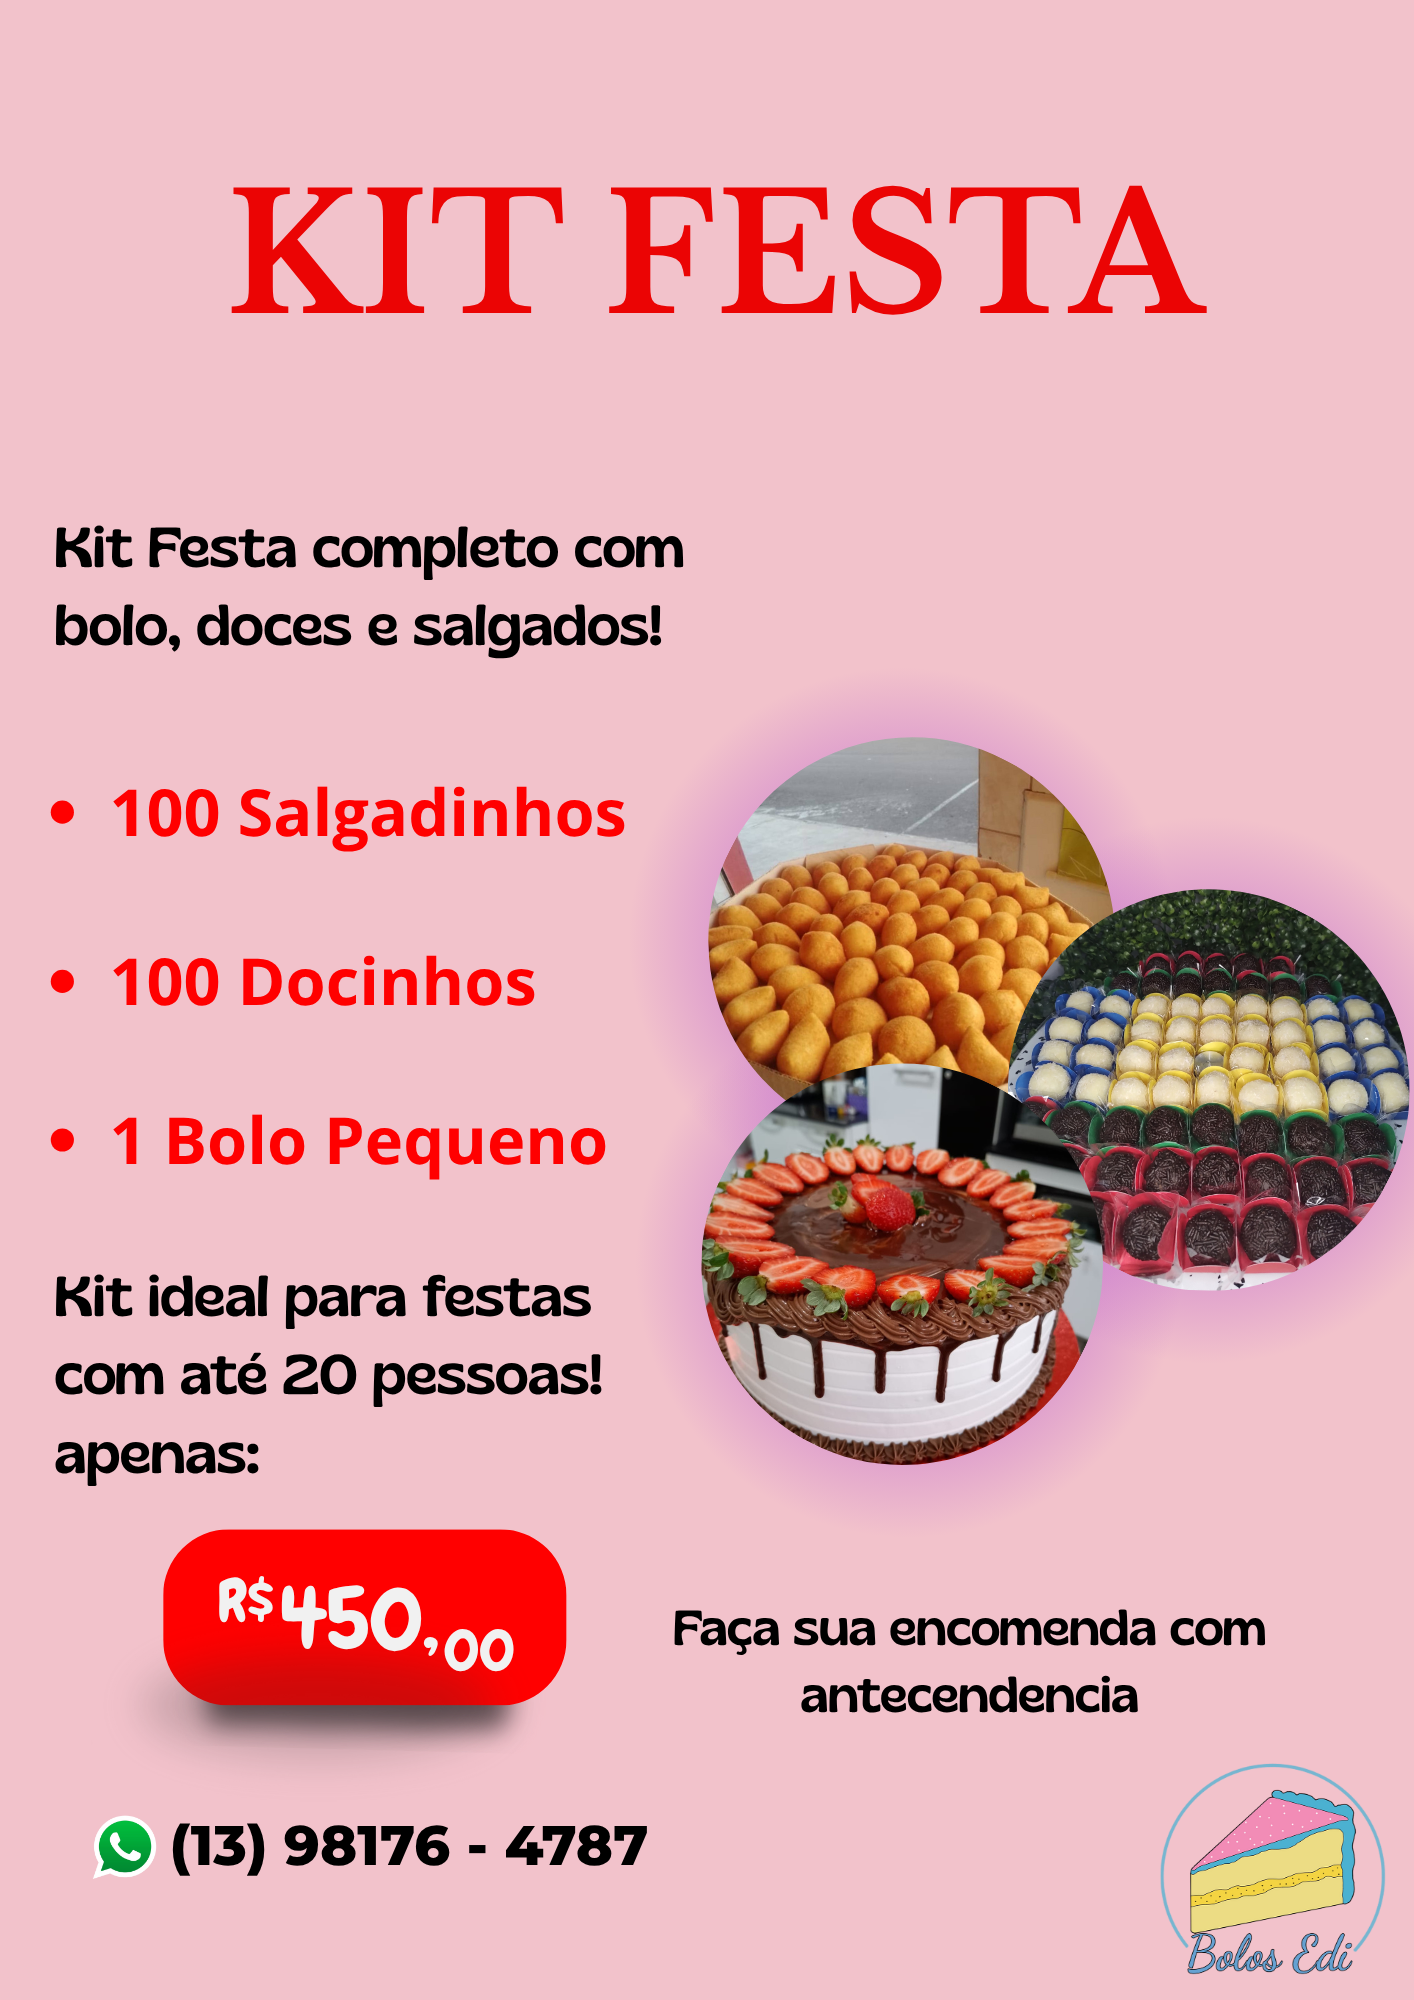 KIT FESTA
Kit Festa completo com
bolo, doces e salgados!
• 100 Salgadinhos
• 100 Docinhos
• 1 Bolo Pequeno
Kit ideal para festas
com até 20 pessoas!
apenas:
R$450,00
Faça sua encomenda com
antecendencia
(13) 98176 - 4787
Bolos Edi